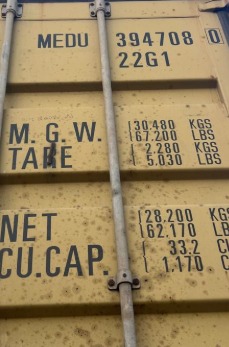 MEDU 394708 0
22G1
M.G.W. 30.480 KGS
67.200 LBS
TARE 2.280 KGS
5.030 LBS
NET 28.200 KG
62.170 LB
CU.CAP. 33.2 CU
1.170 C